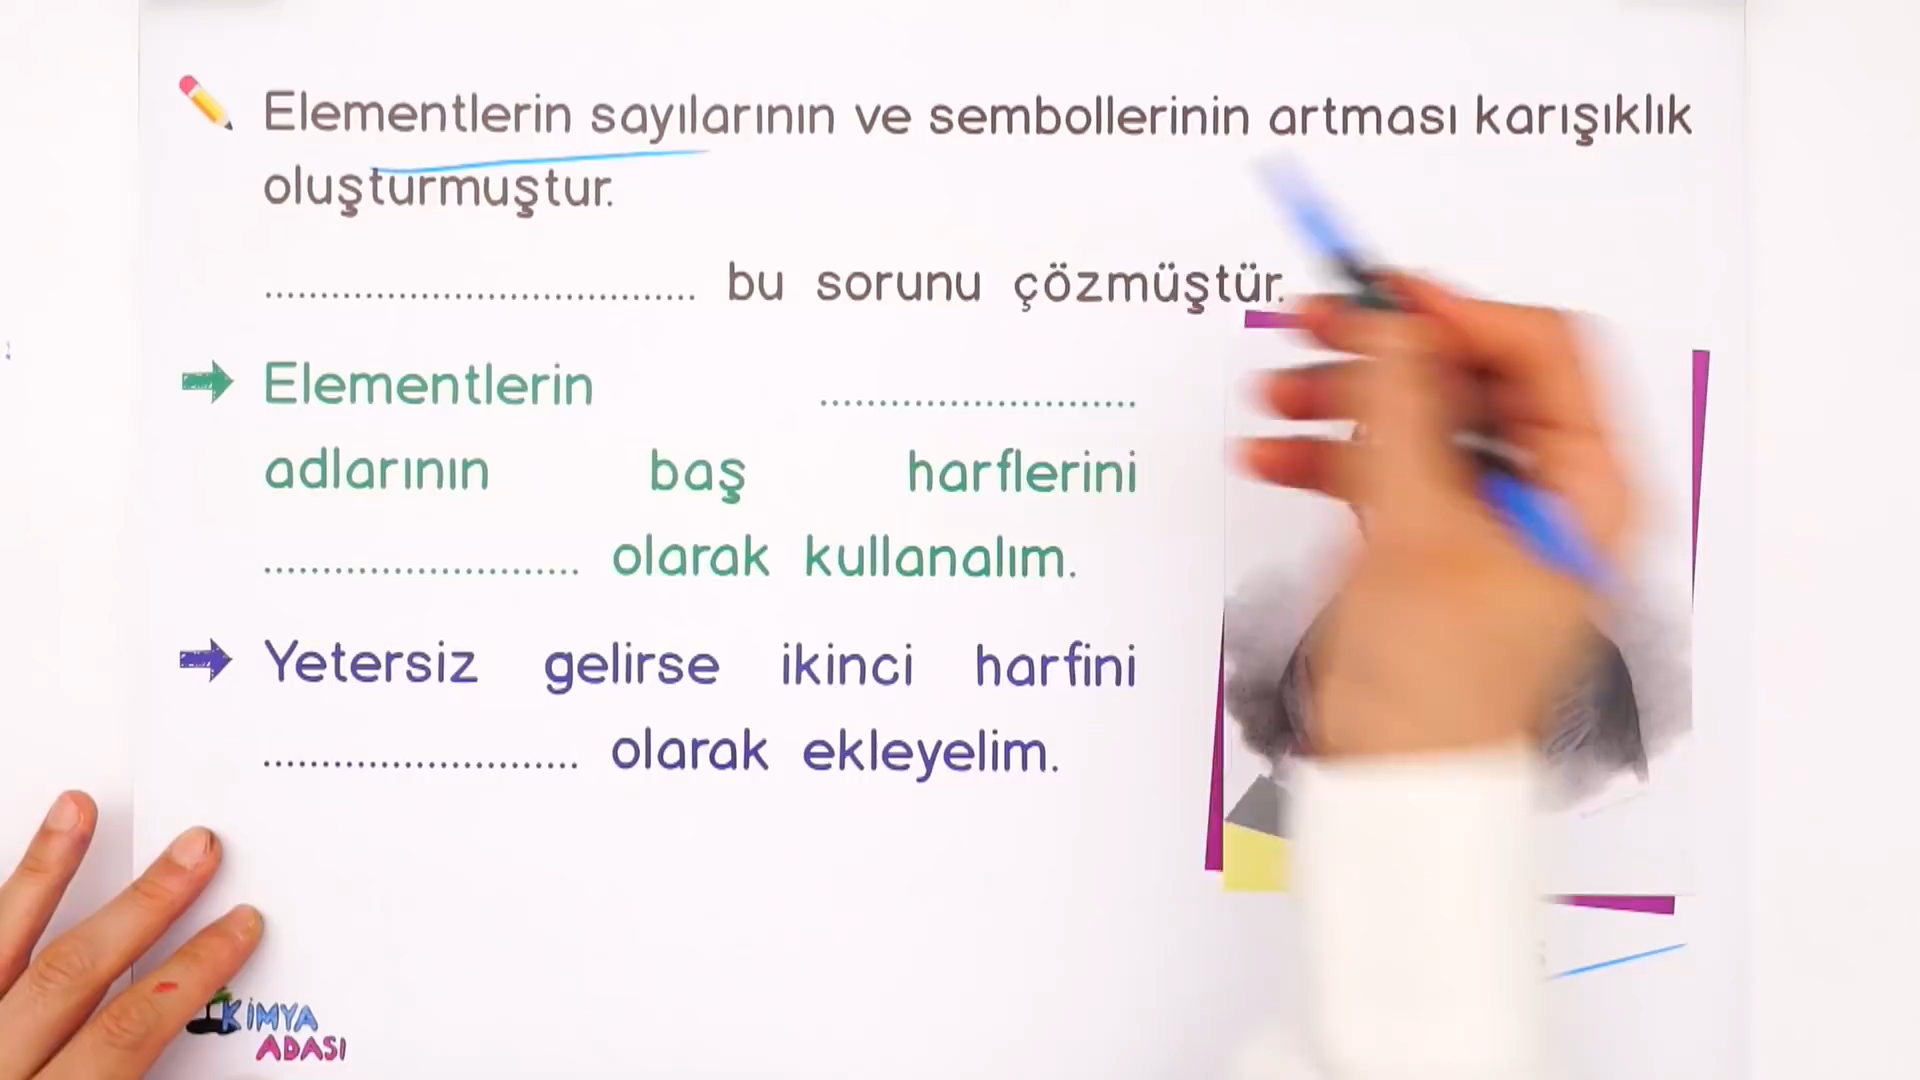 Elementlerin sayılarının ve sembollerinin artması karışıklık
oluşturmuştur.
.................................... bu sorunu çözmüştür.
Elementlerin ...........................
adlarının baş harflerini
........................... olarak kullanalım.
Yetersiz gelirse ikinci harfini
........................... olarak ekleyelim.
KİMYA
ADASI